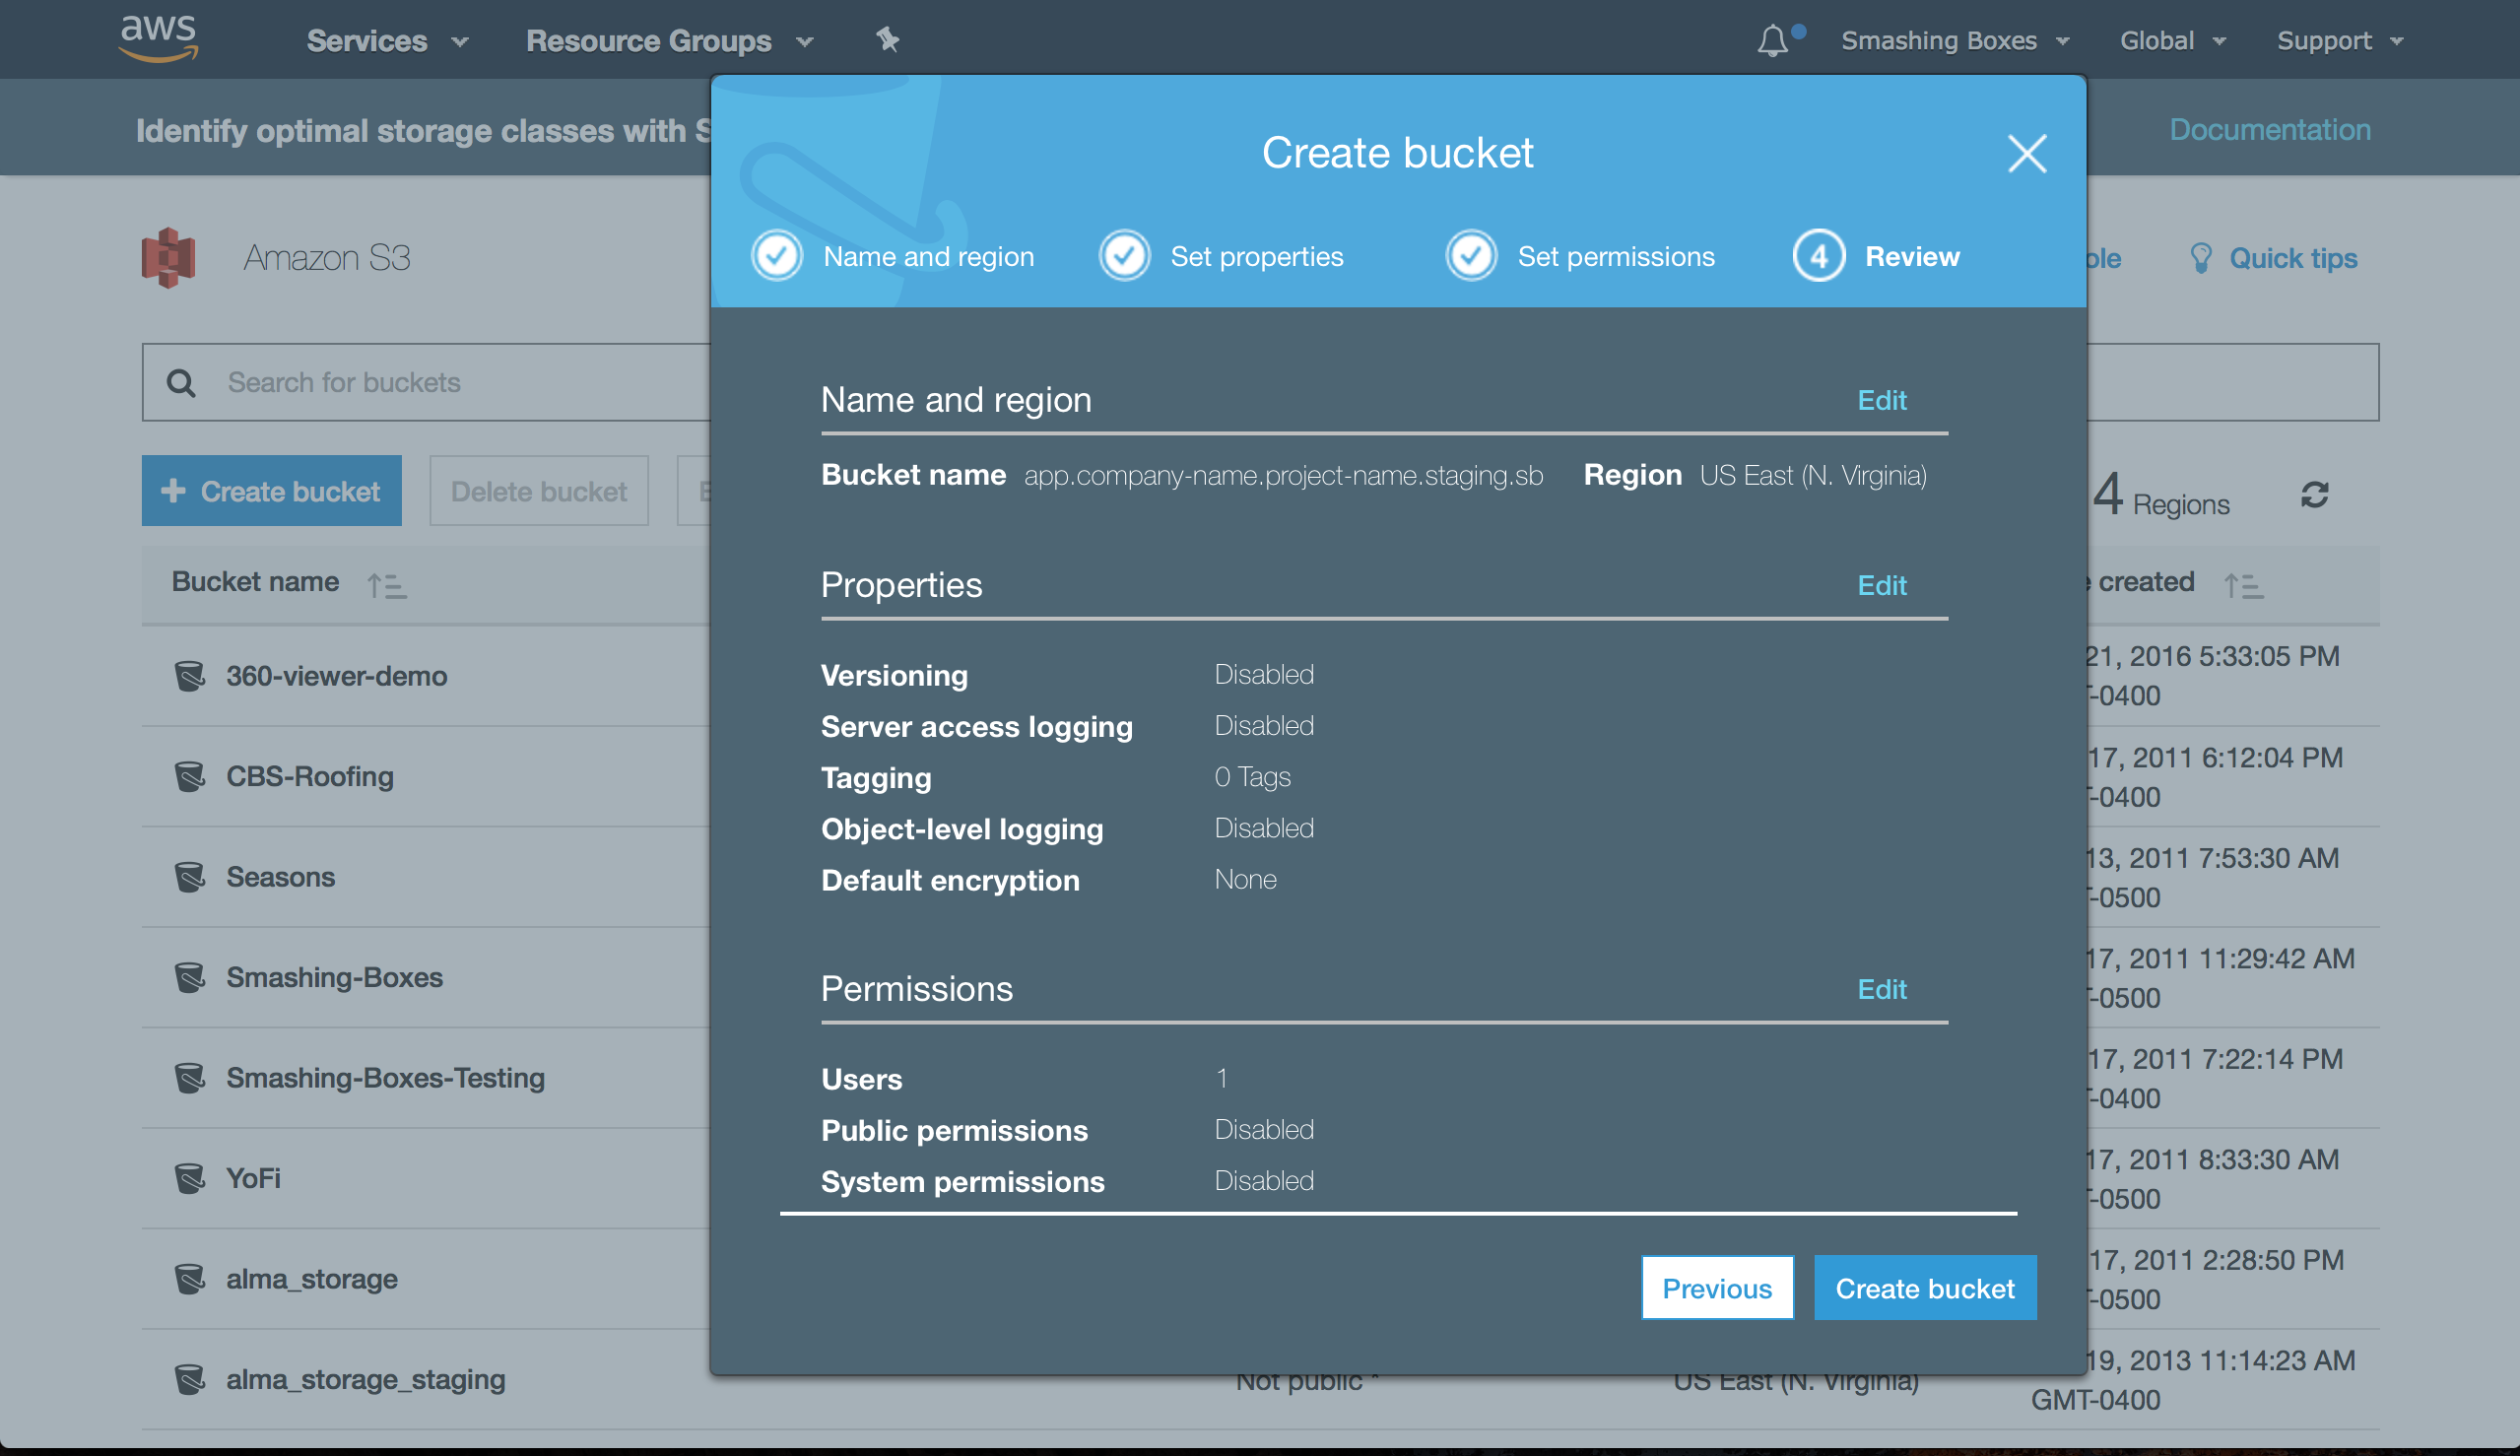 aws
Services
Resource Groups
Smashing Boxes
Global
Support
Identify optimal storage classes with S
Documentation
Create bucket
Name and region
Set properties
Set permissions
4 Review
Amazon S3
Quick tips
Search for buckets
Name and region
Edit
Bucket name app.company-name.project-name.staging.sb Region US East (N. Virginia)
Create bucket
Delete bucket
4 Regions
Properties
Edit
Bucket name
created
Versioning Disabled
Server access logging Disabled
Tagging 0 Tags
Object-level logging Disabled
Default encryption None
Permissions
Edit
Users 1
Public permissions Disabled
System permissions Disabled
Previous
Create bucket
360-viewer-demo
21, 2016 5:33:05 PM
-0400
CBS-Roofing
17, 2011 6:12:04 PM
-0400
Seasons
13, 2011 7:53:30 AM
-0500
Smashing-Boxes
17, 2011 11:29:42 AM
-0500
Smashing-Boxes-Testing
17, 2011 7:22:14 PM
-0400
YoFi
17, 2011 8:33:30 AM
-0500
alma_storage
17, 2011 2:28:50 PM
-0500
alma_storage_staging
Not public *
US East (N. Virginia)
19, 2013 11:14:23 AM
GMT-0400